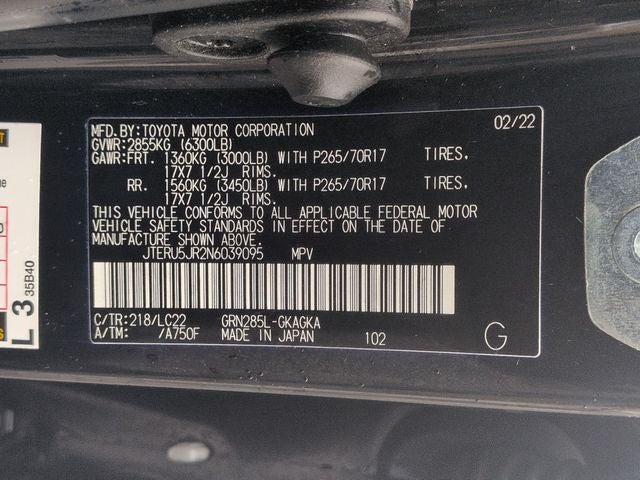 MFD.BY:TOYOTA MOTOR CORPORATION 02/22
GVWR:2855KG (6300LB)
GAWR:FRT. 1360KG (3000LB) WITH P265/70R17 TIRES.
17X7 1/2J RIMS.
RR. 1560KG (3450LB) WITH P265/70R17 TIRES.
17X7 1/2J RIMS.
THIS VEHICLE CONFORMS TO ALL APPLICABLE FEDERAL MOTOR
VEHICLE SAFETY STANDARDS IN EFFECT ON THE DATE OF
MANUFACTURE SHOWN ABOVE.
JTERU5JR2N6039095 MPV
C/TR:218/LC22 GRN285L-GKAGKA
A/TM: /A750F MADE IN JAPAN 102 G
L 3 35B40